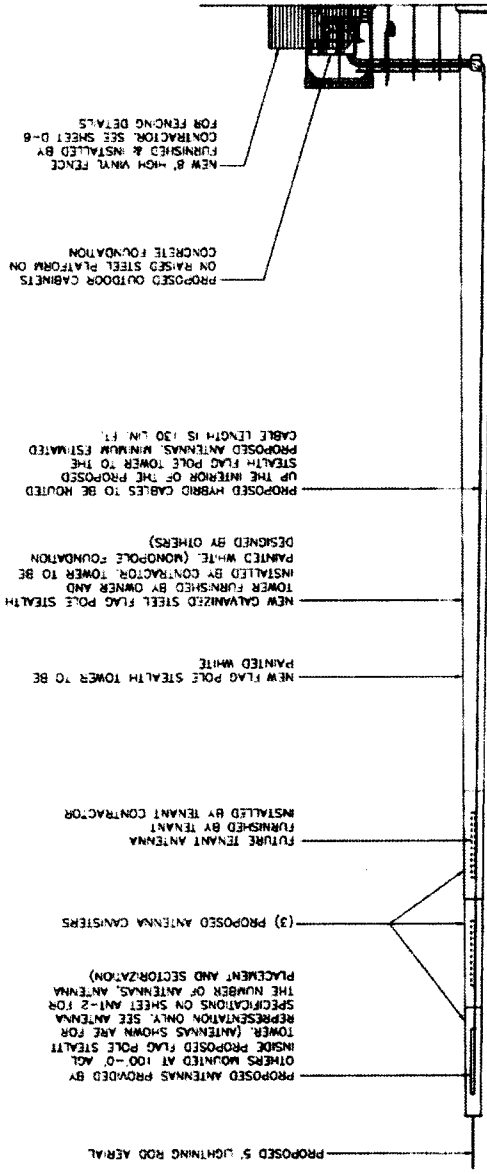 PROPOSED 5' LIGHTNING ROD AERIAL
PROPOSED ANTENNAS PROVIDED BY
OTHERS MOUNTED AT 100'-0" AGL
INSIDE PROPOSED FLAG POLE STEALTH
TOWER. (ANTENNAS SHOWN ARE FOR
REPRESENTATION ONLY. SEE ANTENNA
SPECIFICATIONS ON SHEET ANT-2 FOR
THE NUMBER OF ANTENNAS, ANTENNA
PLACEMENT AND SECTORIZATION)
(3) PROPOSED ANTENNA CANISTERS
FUTURE TENANT ANTENNA
FURNISHED BY TENANT
INSTALLED BY TENANT CONTRACTOR
NEW FLAG POLE STEALTH TOWER TO BE
PAINTED WHITE
NEW GALVANIZED STEEL FLAG POLE STEALTH
TOWER FURNISHED BY OWNER AND
INSTALLED BY CONTRACTOR. TOWER TO BE
PAINTED WHITE. (MONOPOLE FOUNDATION
DESIGNED BY OTHERS)
PROPOSED HYBRID CABLES TO BE ROUTED
UP THE INTERIOR OF THE PROPOSED
STEALTH FLAG POLE TOWER TO THE
PROPOSED ANTENNAS. MINIMUM ESTIMATED
CABLE LENGTH IS 130 LIN. FT.
PROPOSED OUTDOOR CABINETS
ON RAISED STEEL PLATFORM ON
CONCRETE FOUNDATION
NEW 8' HIGH VINYL FENCE
FURNISHED & INSTALLED BY
CONTRACTOR. SEE SHEET D-6
FOR FENCING DETAILS